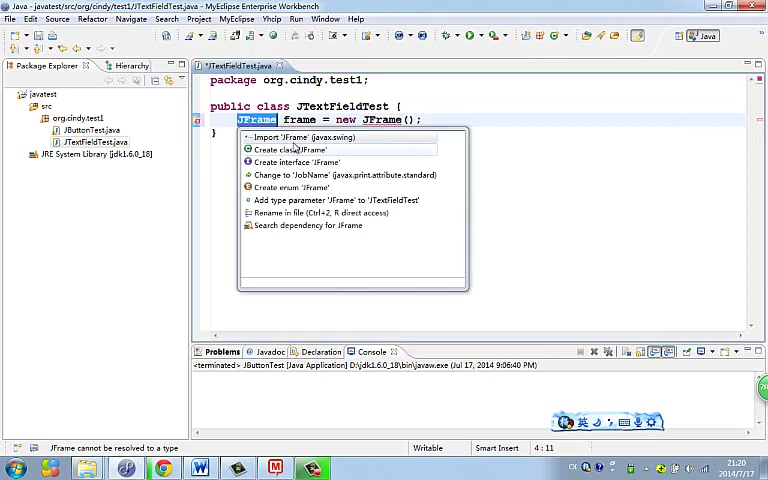 Java - javatest/src/org/cindy/test1/JTextFieldTest.java - MyEclipse Enterprise Workbench
File Edit Source Refactor Navigate Search Project MyEclipse Yhcip Run Window Help
Java
Package Explorer Hierarchy
javatest
src
org.cindy.test1
JButtonTest.java
JTextFieldTest.java
JRE System Library [jdk1.6.0_18]
*JTextFieldTest.java
package org.cindy.test1;
public class JTextFieldTest {
JFrame frame = new JFrame();
}
Import 'JFrame' (javax.swing)
Create class 'JFrame'
Create interface 'JFrame'
Change to 'JobName' (javax.print.attribute.standard)
Create enum 'JFrame'
Add type parameter 'JFrame' to 'JTextFieldTest'
Rename in file (Ctrl+2, R direct access)
Search dependency for JFrame
Problems Javadoc Declaration Console
<terminated> JButtonTest [Java Application] D:\jdk1.6.0_18\bin\javaw.exe (Jul 17, 2014 9:06:40 PM)
英
JFrame cannot be resolved to a type Writable Smart Insert 4 : 11
CH
21:20
2014/7/17